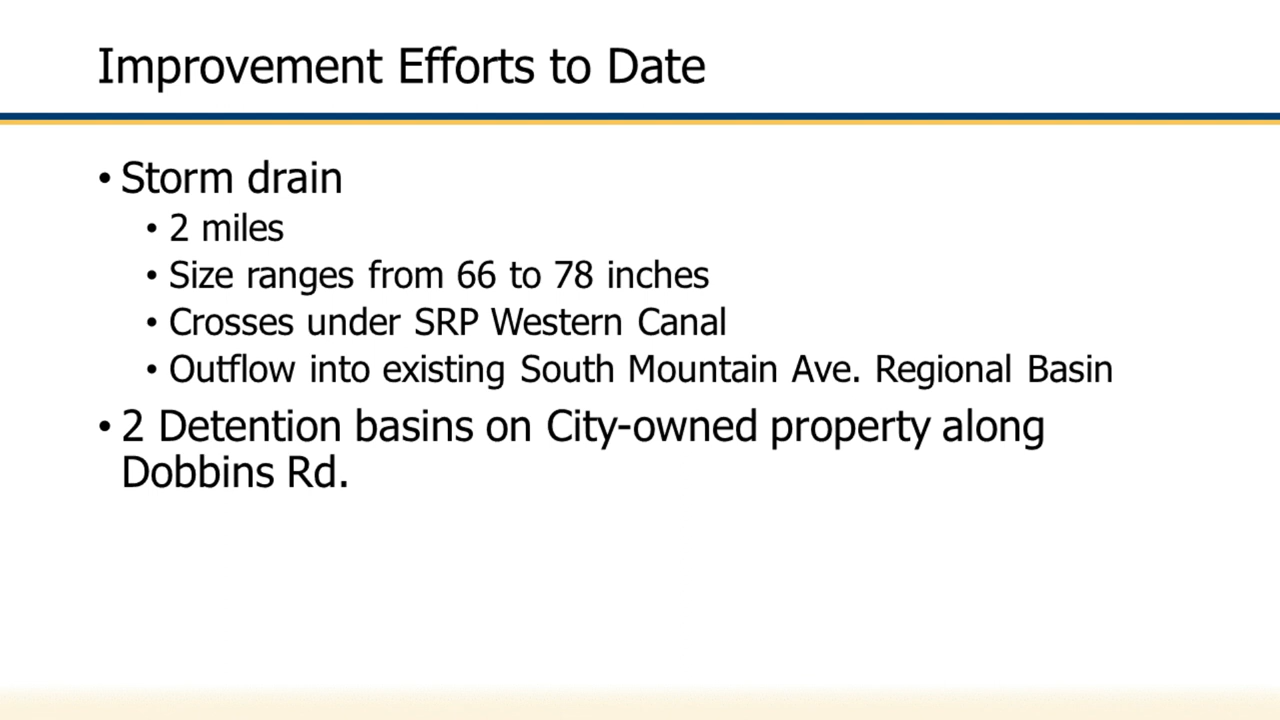 Improvement Efforts to Date
• Storm drain
• 2 miles
• Size ranges from 66 to 78 inches
• Crosses under SRP Western Canal
• Outflow into existing South Mountain Ave. Regional Basin
• 2 Detention basins on City-owned property along
Dobbins Rd.